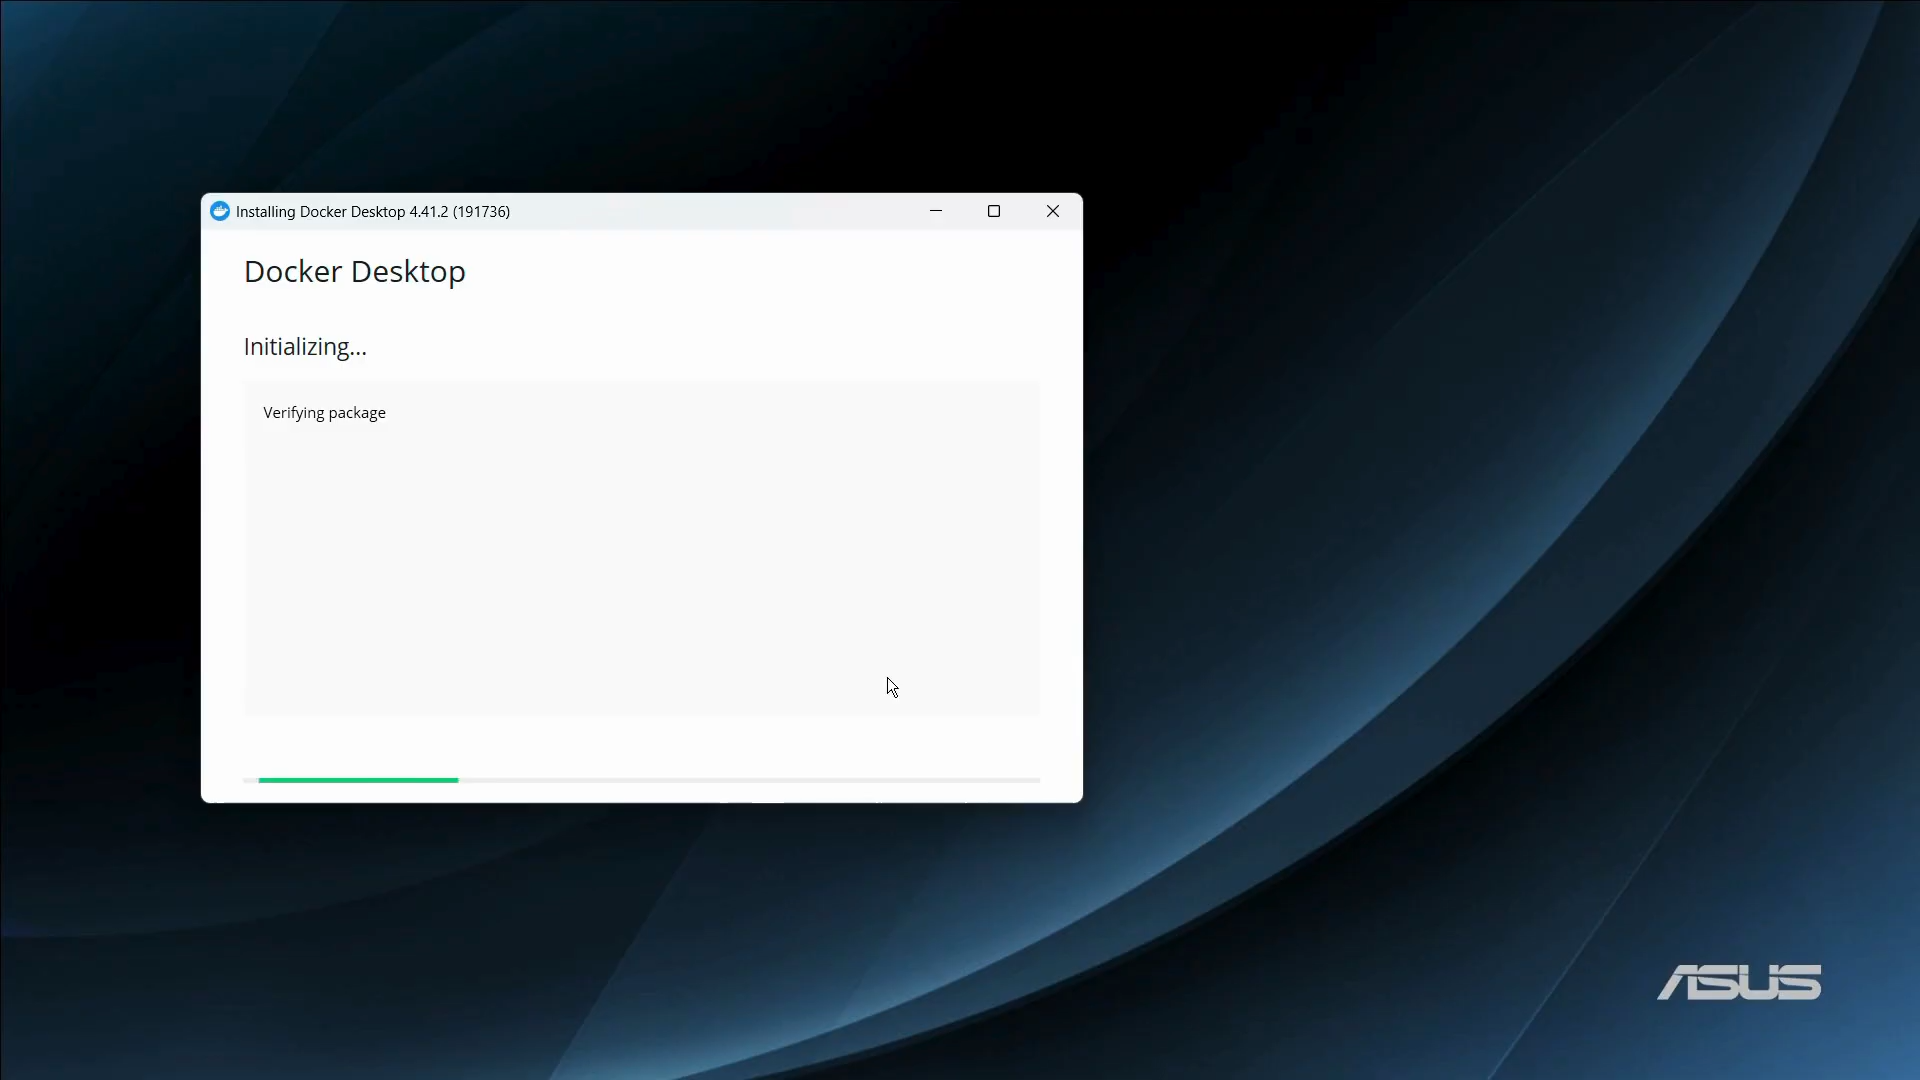 Installing Docker Desktop 4.41.2 (191736)
Docker Desktop
Initializing...
Verifying package
ASUS